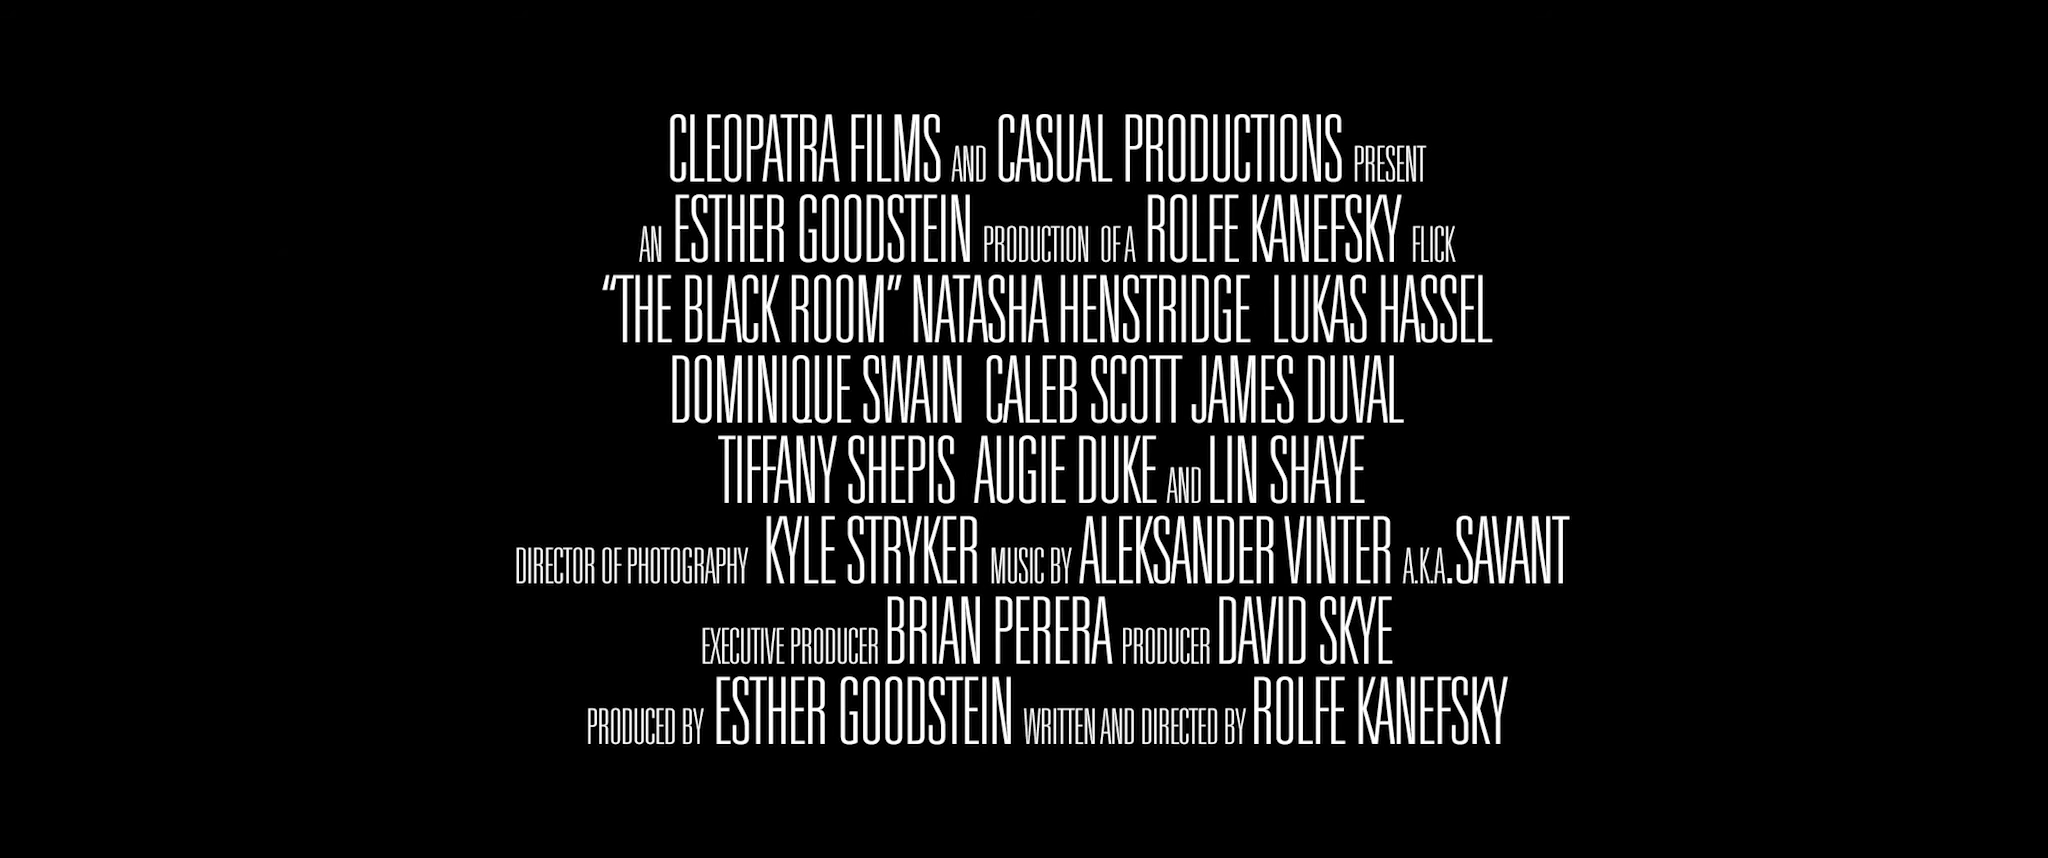 CLEOPATRA FILMS AND CASUAL PRODUCTIONS PRESENT
AN ESTHER GOODSTEIN PRODUCTION OF A ROLFE KANEFSKY FLICK
“THE BLACK ROOM” NATASHA HENSTRIDGE LUKAS HASSEL
DOMINIQUE SWAIN CALEB SCOTT JAMES DUVAL
TIFFANY SHEPIS AUGIE DUKE AND LIN SHAYE
DIRECTOR OF PHOTOGRAPHY KYLE STRYKER MUSIC BY ALEKSANDER VINTER A.K.A. SAVANT
EXECUTIVE PRODUCER BRIAN PERERA PRODUCER DAVID SKYE
PRODUCED BY ESTHER GOODSTEIN WRITTEN AND DIRECTED BY ROLFE KANEFSKY